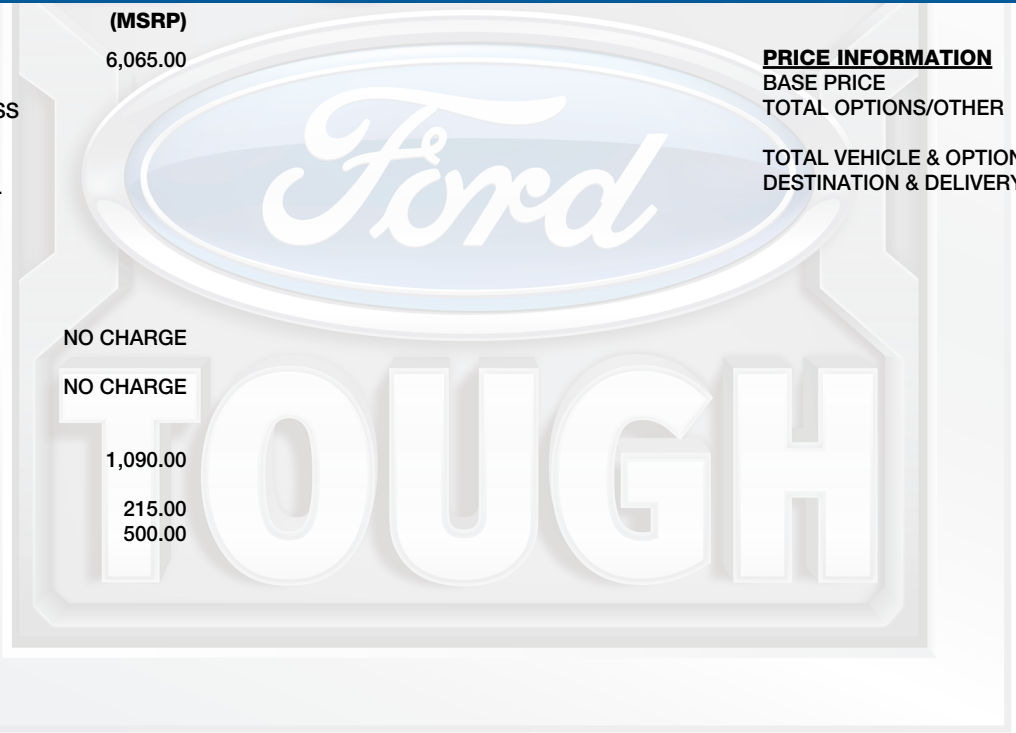 (MSRP)
6,065.00
SS
NO CHARGE
NO CHARGE
1,090.00
215.00
500.00
PRICE INFORMATION
BASE PRICE
TOTAL OPTIONS/OTHER
TOTAL VEHICLE & OPTION
DESTINATION & DELIVERY
Ford
TOUGH